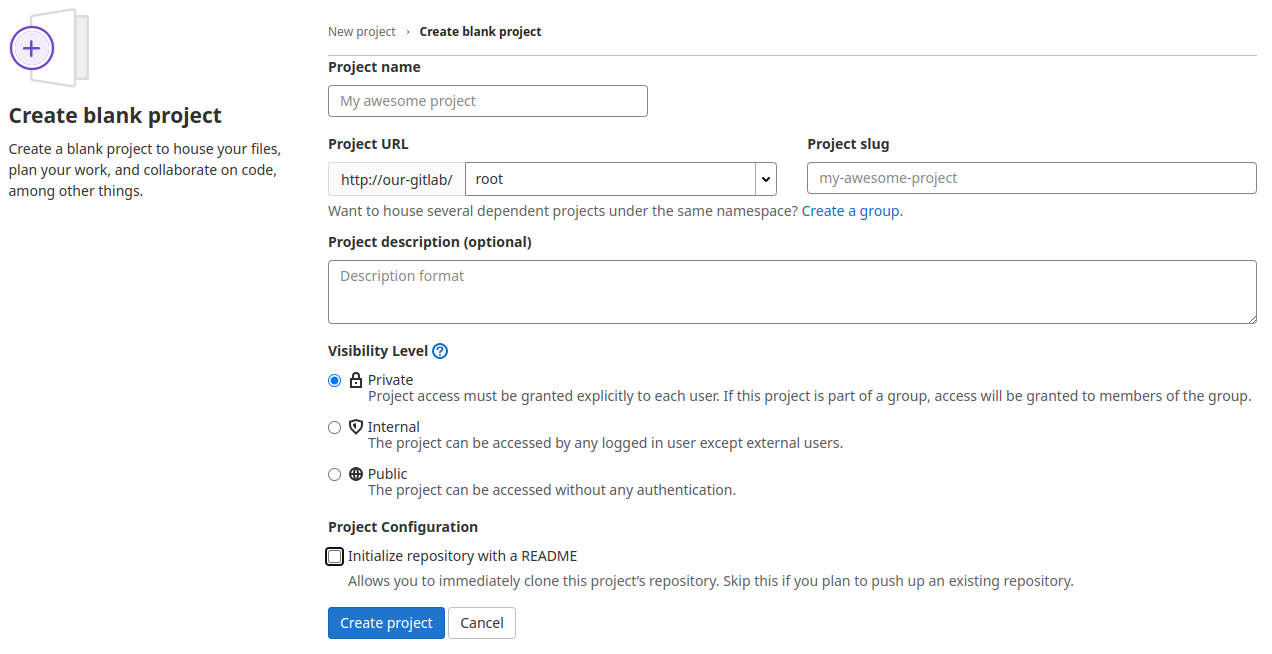 Create blank project
Create a blank project to house your files,
plan your work, and collaborate on code,
among other things.
New project › Create blank project
Project name
My awesome project
Project URL
http://our-gitlab/ root
Project slug
my-awesome-project
Want to house several dependent projects under the same namespace? Create a group.
Project description (optional)
Description format
Visibility Level
Private
Project access must be granted explicitly to each user. If this project is part of a group, access will be granted to members of the group.
Internal
The project can be accessed by any logged in user except external users.
Public
The project can be accessed without any authentication.
Project Configuration
Initialize repository with a README
Allows you to immediately clone this project’s repository. Skip this if you plan to push up an existing repository.
Create project Cancel